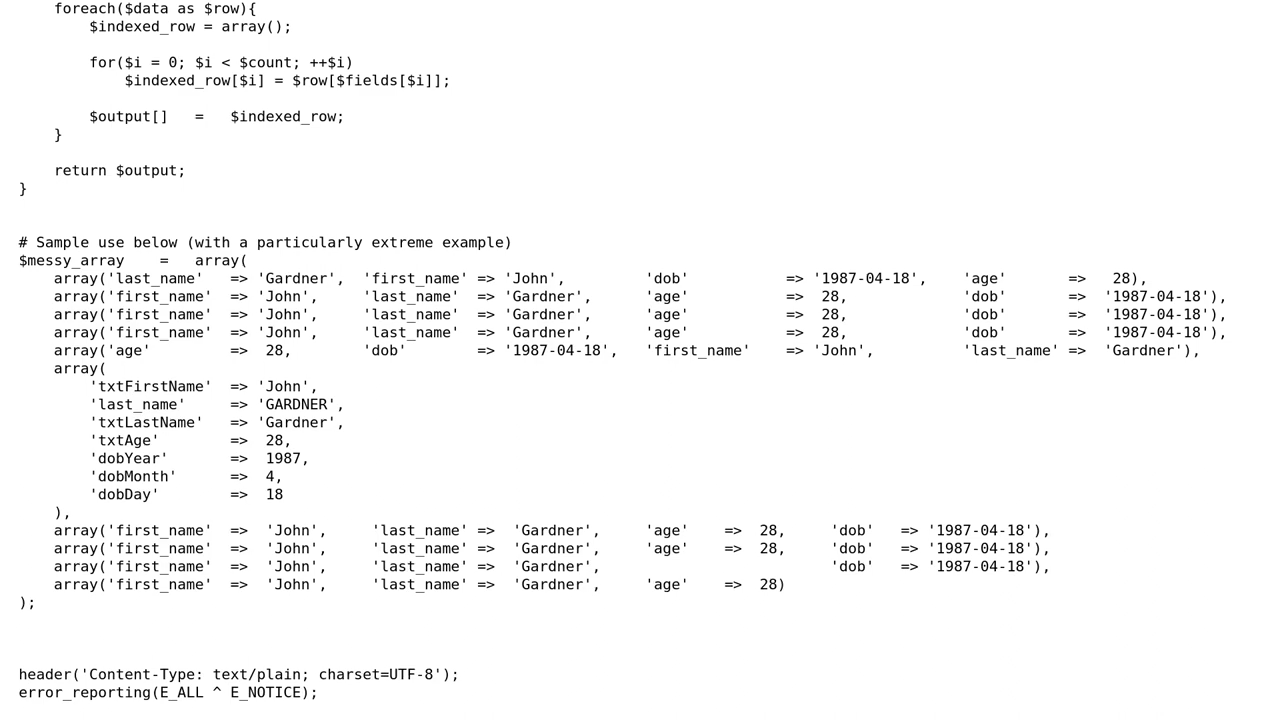 foreach($data as $row){
        $indexed_row = array();

        for($i = 0; $i < $count; ++$i)
            $indexed_row[$i] = $row[$fields[$i]];

        $output[]   =   $indexed_row;
    }

    return $output;
}


# Sample use below (with a particularly extreme example)
$messy_array    =   array(
    array('last_name'   => 'Gardner',  'first_name' => 'John',         'dob'           => '1987-04-18',    'age'       =>   28),
    array('first_name'  => 'John',     'last_name'  => 'Gardner',      'age'           =>  28,             'dob'       =>  '1987-04-18'),
    array('first_name'  => 'John',     'last_name'  => 'Gardner',      'age'           =>  28,             'dob'       =>  '1987-04-18'),
    array('first_name'  => 'John',     'last_name'  => 'Gardner',      'age'           =>  28,             'dob'       =>  '1987-04-18'),
    array('age'         =>  28,        'dob'        => '1987-04-18',   'first_name'    => 'John',          'last_name' =>  'Gardner'),
    array(
        'txtFirstName'  => 'John',
        'last_name'     => 'GARDNER',
        'txtLastName'   => 'Gardner',
        'txtAge'        =>  28,
        'dobYear'       =>  1987,
        'dobMonth'      =>  4,
        'dobDay'        =>  18
    ),
    array('first_name'  =>  'John',     'last_name' =>  'Gardner',     'age'    =>  28,     'dob'   => '1987-04-18'),
    array('first_name'  =>  'John',     'last_name' =>  'Gardner',     'age'    =>  28,     'dob'   => '1987-04-18'),
    array('first_name'  =>  'John',     'last_name' =>  'Gardner',                          'dob'   => '1987-04-18'),
    array('first_name'  =>  'John',     'last_name' =>  'Gardner',     'age'    =>  28)
);



header('Content-Type: text/plain; charset=UTF-8');
error_reporting(E_ALL ^ E_NOTICE);